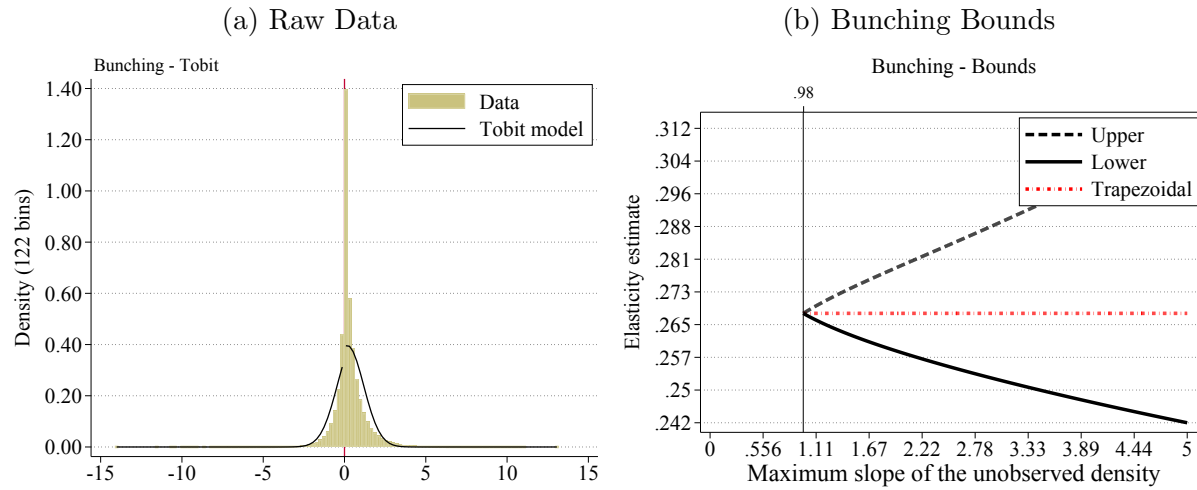 (a) Raw Data
Bunching - Tobit
Density (122 bins)
1.40
1.20
1.00
0.80
0.60
0.40
0.20
0.00
-15 -10 -5 0 5 10 15
Data
Tobit model
(b) Bunching Bounds
Bunching - Bounds
.98
Elasticity estimate
.312
.304
.296
.288
.281
.273
.265
.257
.25
.242
0 .556 1.11 1.67 2.22 2.78 3.33 3.89 4.44 5
Maximum slope of the unobserved density
Upper
Lower
Trapezoidal